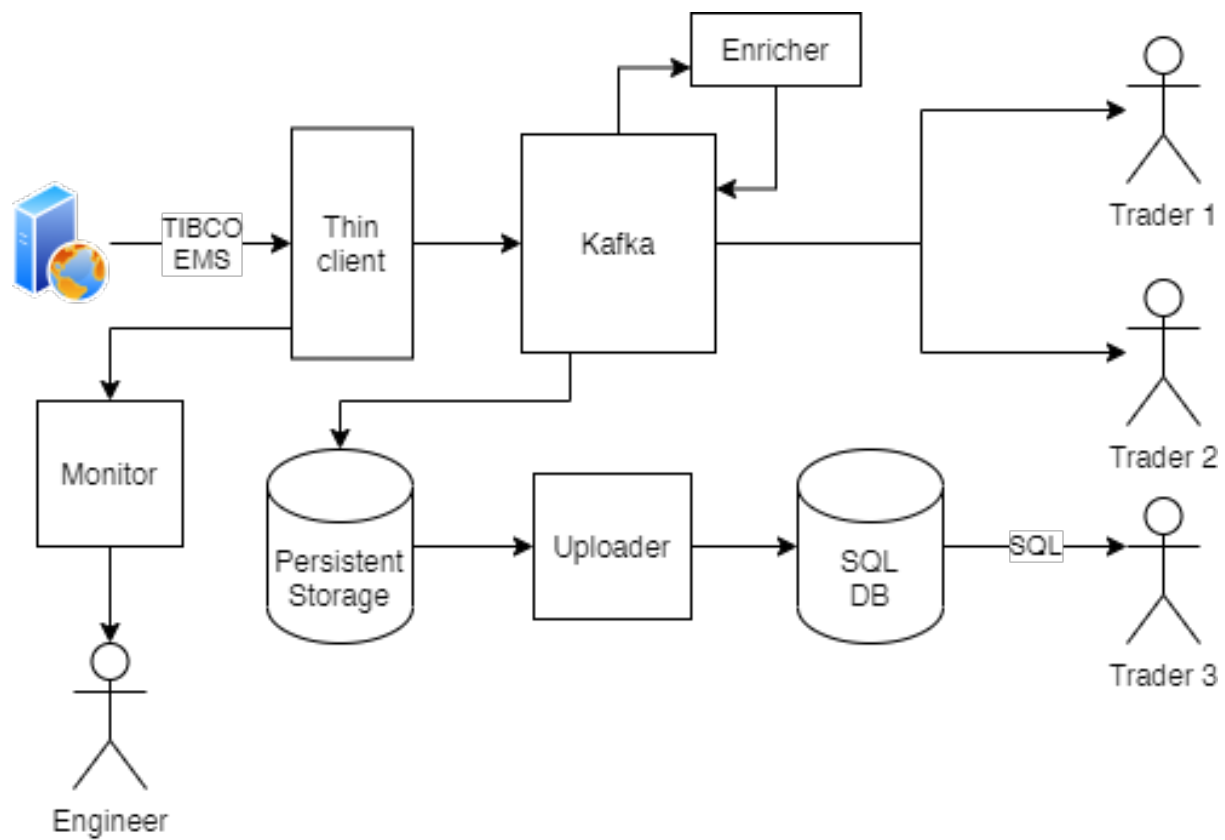 Enricher
TIBCO
EMS
Thin
client
Kafka
Trader 1
Trader 2
Monitor
Persistent
Storage
Uploader
SQL
DB
SQL
Trader 3
Engineer